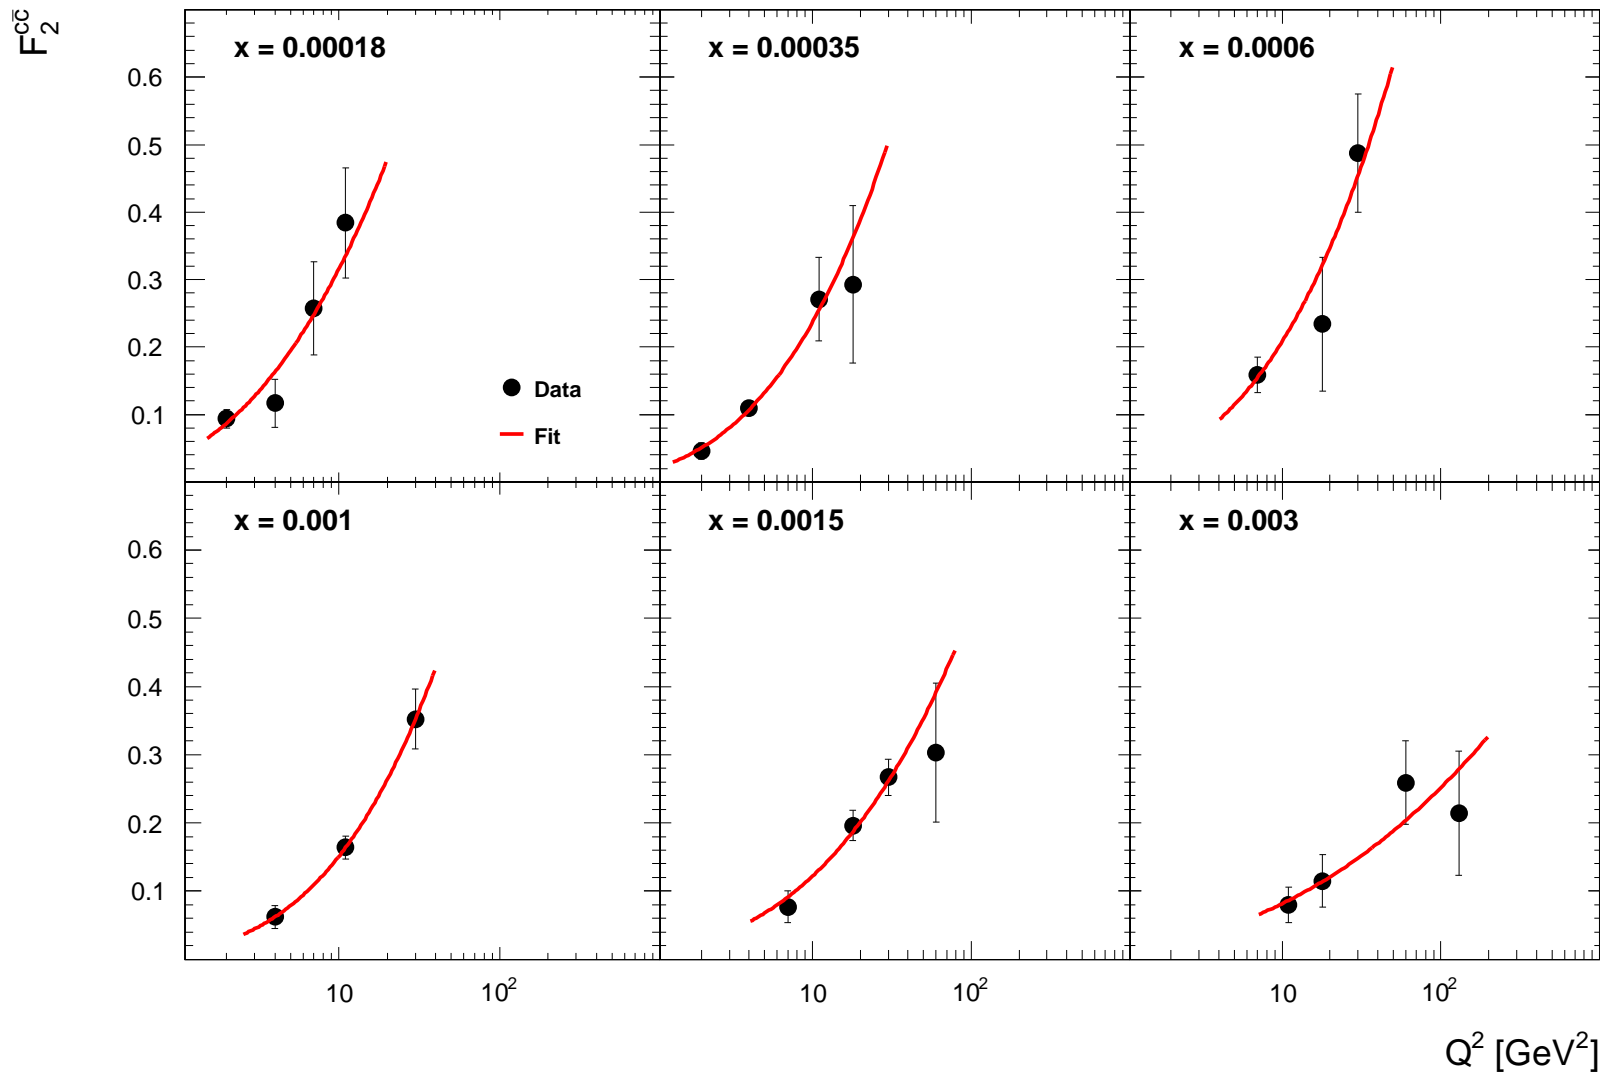 F₂^cc̄
x = 0.00018
x = 0.00035
x = 0.0006
0.6
0.5
0.4
0.3
0.2
0.1
Data
Fit
x = 0.001
x = 0.0015
x = 0.003
0.6
0.5
0.4
0.3
0.2
0.1
10
10²
10
10²
10
10²
Q² [GeV²]